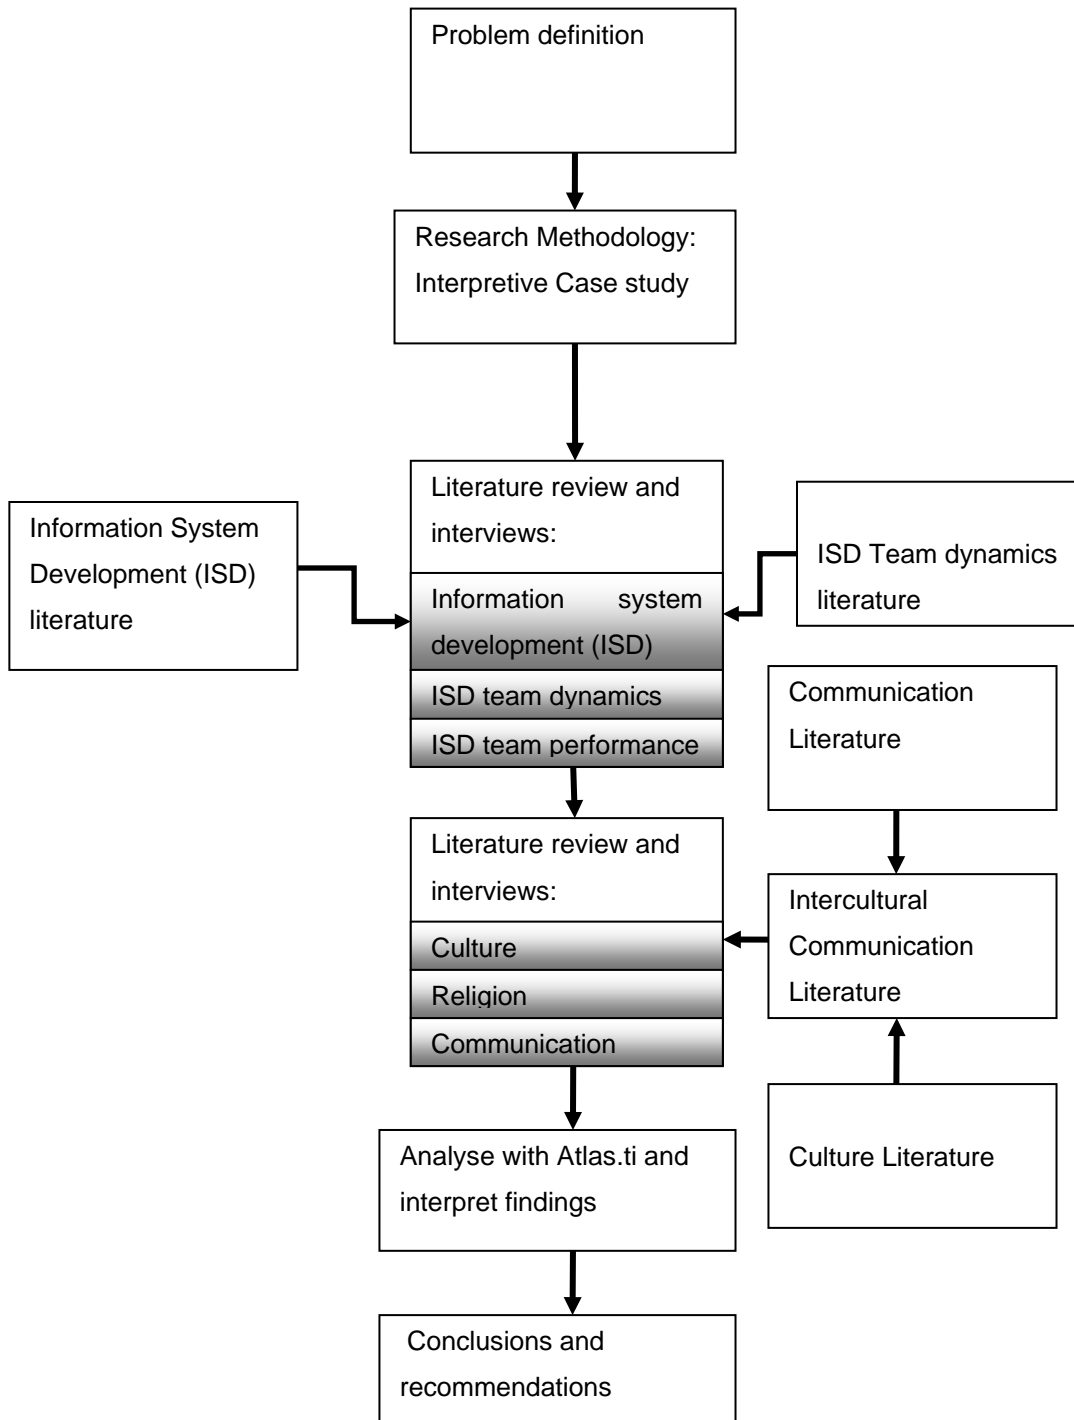 Problem definition
Research Methodology:
Interpretive Case study
Literature review and
interviews:
Information system
development (ISD)
ISD team dynamics
ISD team performance
Information System
Development (ISD)
literature
ISD Team dynamics
literature
Communication
Literature
Literature review and
interviews:
Culture
Religion
Communication
Intercultural
Communication
Literature
Culture Literature
Analyse with Atlas.ti and
interpret findings
Conclusions and
recommendations